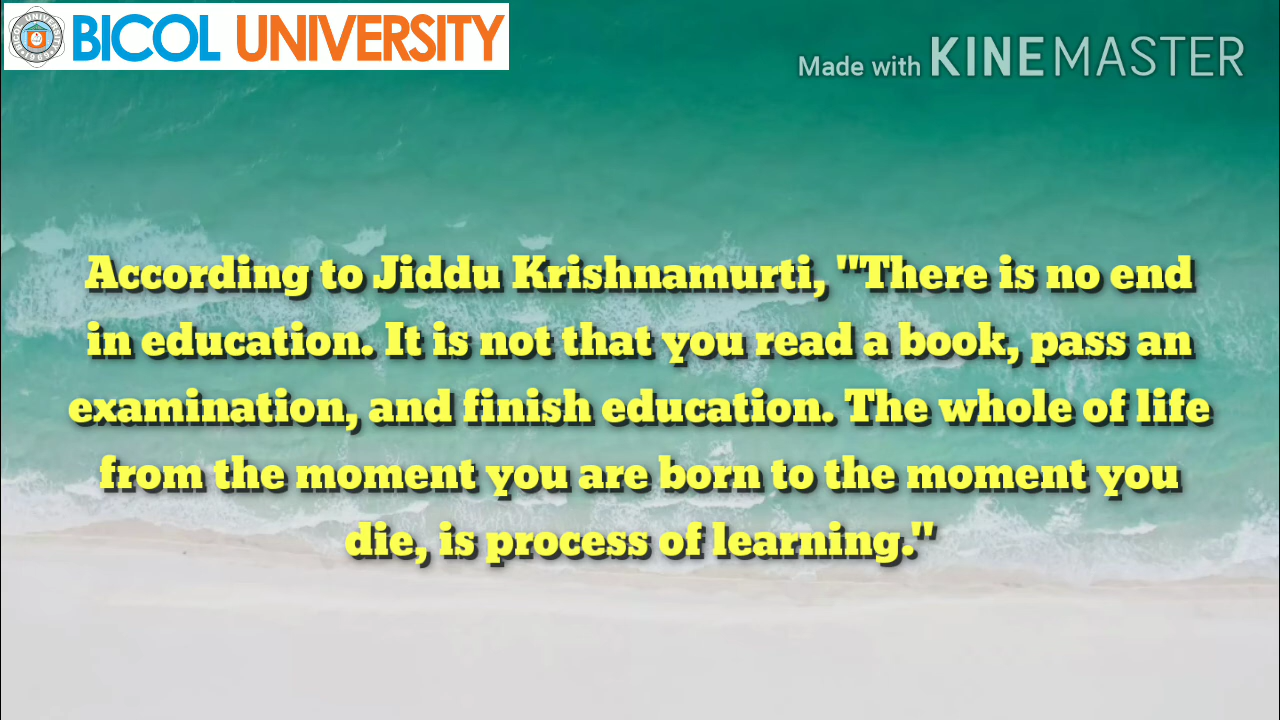 BICOL UNIVERSITY
Made with KINEMASTER
According to Jiddu Krishnamurti, "There is no end
in education. It is not that you read a book, pass an
examination, and finish education. The whole of life
from the moment you are born to the moment you
die, is process of learning."